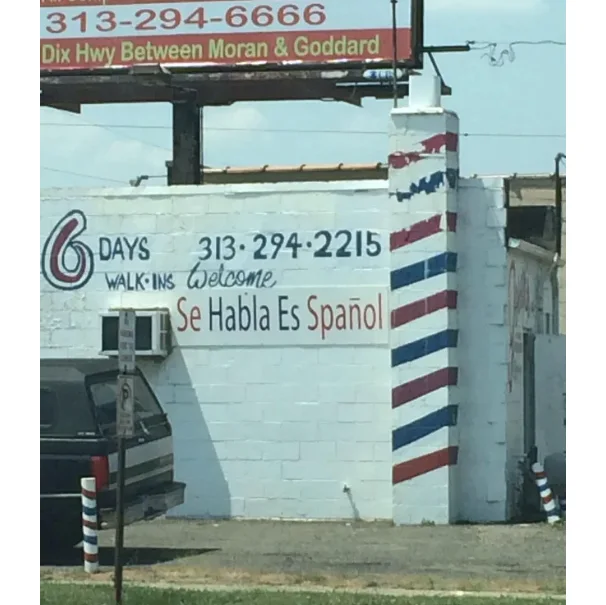 313-294-6666
Dix Hwy Between Moran & Goddard
6 DAYS 313·294·2215
WALK·INS Welcome
Se Habla Es Spañol